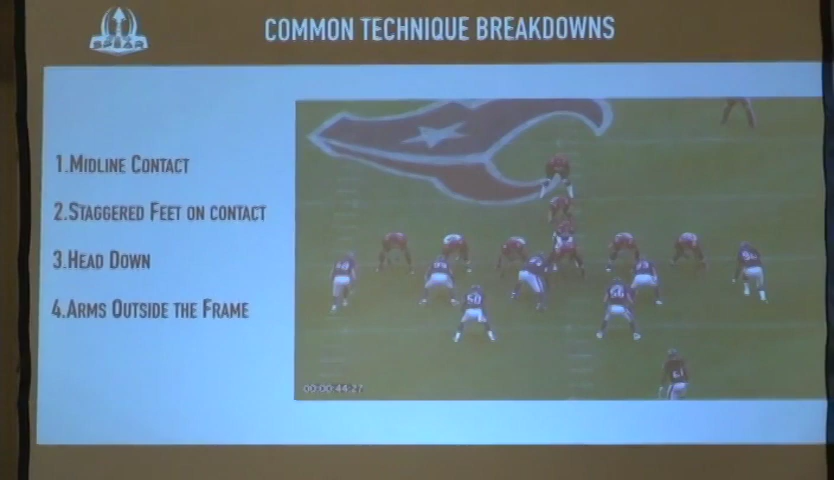 COMMON TECHNIQUE BREAKDOWNS
1.MIDLINE CONTACT
2.STAGGERED FEET ON CONTACT
3.HEAD DOWN
4.ARMS OUTSIDE THE FRAME
50
56
00:00:44:27